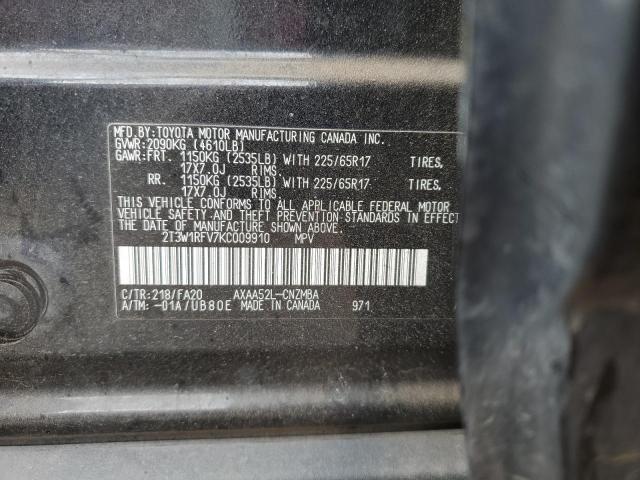 MFD.BY:TOYOTA MOTOR MANUFACTURING CANADA INC.
GVWR:2090KG (4610LB)
GAWR:FRT. 1150KG (2535LB) WITH 225/65R17 TIRES,
17X7.0J RIMS.
RR. 1150KG (2535LB) WITH 225/65R17 TIRES,
17X7.0J RIMS.
THIS VEHICLE CONFORMS TO ALL APPLICABLE FEDERAL MOTOR
VEHICLE SAFETY AND THEFT PREVENTION STANDARDS IN EFFECT
THE DATE OF MANUFACTURE SHOWN ABOVE.
2T3W1RFV7KC009910 MPV
C/TR:218/FA20 AXAA52L-CNZMBA
A/TM: -01A/UB80E MADE IN CANADA 971